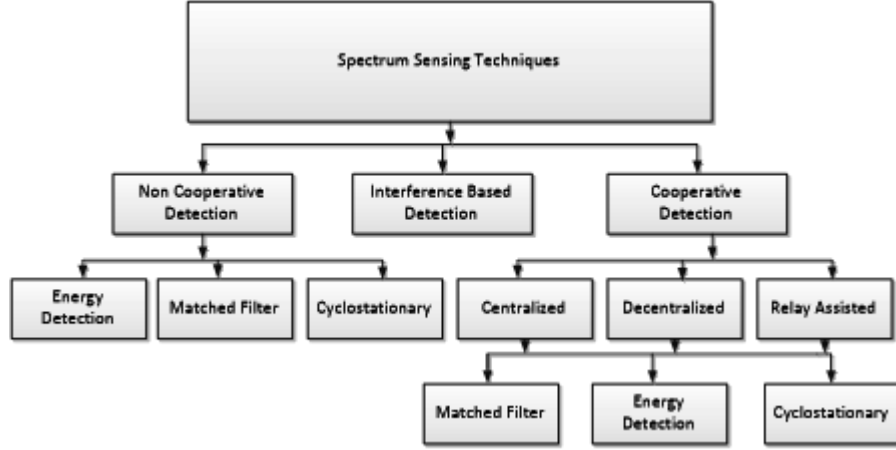 Spectrum Sensing Techniques
Non Cooperative
Detection
Interference Based
Detection
Cooperative
Detection
Energy
Detection
Matched Filter
Cyclostationary
Centralized
Decentralized
Relay Assisted
Matched Filter
Energy
Detection
Cyclostationary